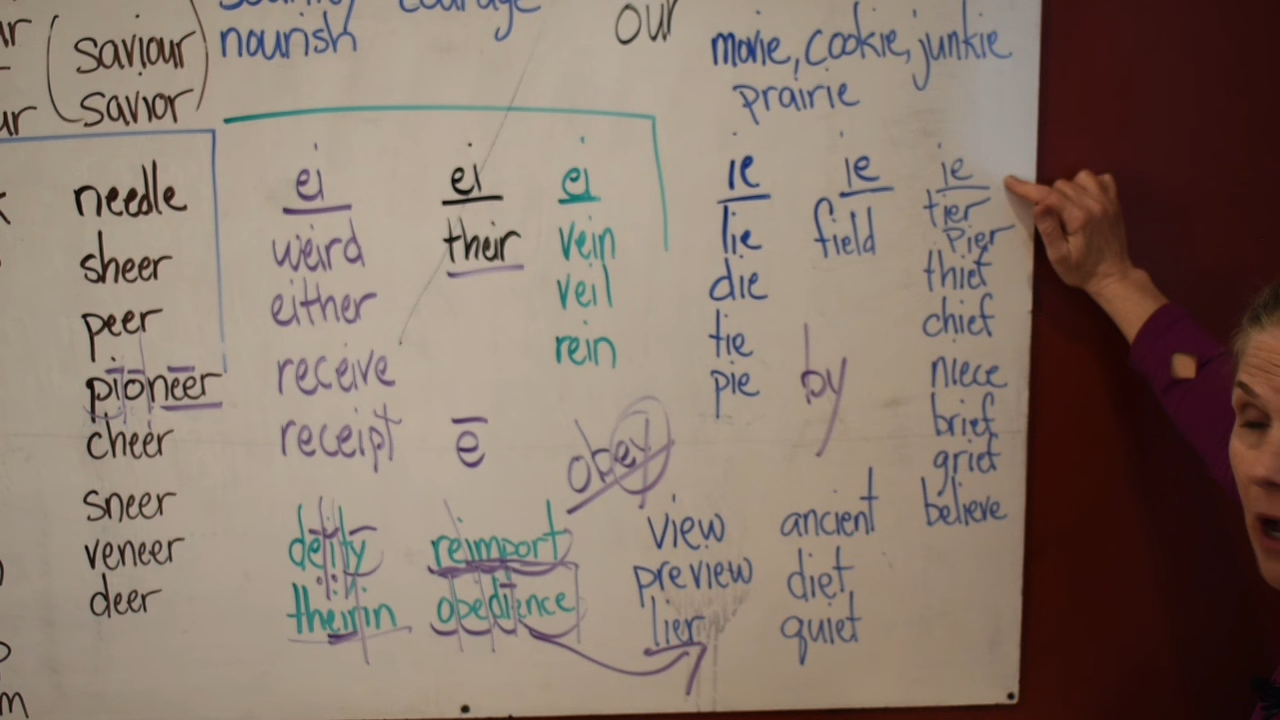 nourish
our
(saviour
savior)
movie, cookie, junkie
prairie
needle
sheer
peer
pioneer
cheer
sneer
veneer
deer
ei
weird
either
receive
receipt
ei
their
ē
ei
vein
veil
rein
obey
deity
theirin
reimport
obedience
ie
lie
die
tie
pie
ie
field
by
ie
tier
pier
thief
chief
niece
brief
grief
believe
view
preview
lier
ancient
diet
quiet